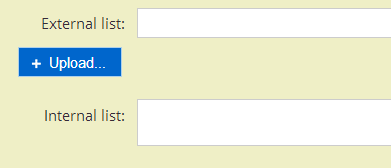 External list:
+ Upload...
Internal list: